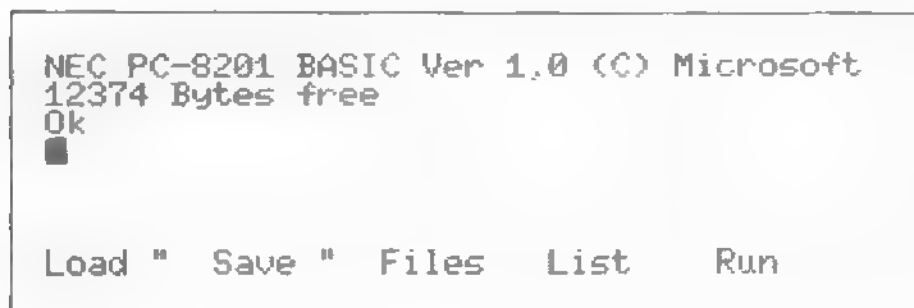 NEC PC-8201 BASIC Ver 1.0 (C) Microsoft
12374 Bytes free
Ok
Load " Save " Files List Run